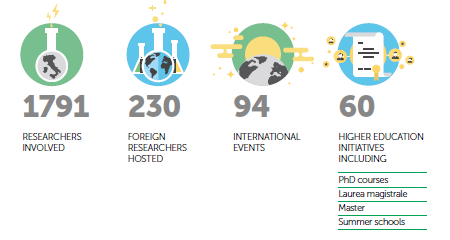 1791
RESEARCHERS
INVOLVED
230
FOREIGN
RESEARCHERS
HOSTED
94
INTERNATIONAL
EVENTS
60
HIGHER EDUCATION
INITIATIVES
INCLUDING
PhD courses
Laurea magistrale
Master
Summer schools